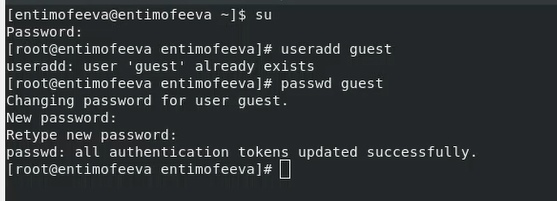 [entimofeeva@entimofeeva ~]$ su
Password:
[root@entimofeeva entimofeeva]# useradd guest
useradd: user 'guest' already exists
[root@entimofeeva entimofeeva]# passwd guest
Changing password for user guest.
New password:
Retype new password:
passwd: all authentication tokens updated successfully.
[root@entimofeeva entimofeeva]#